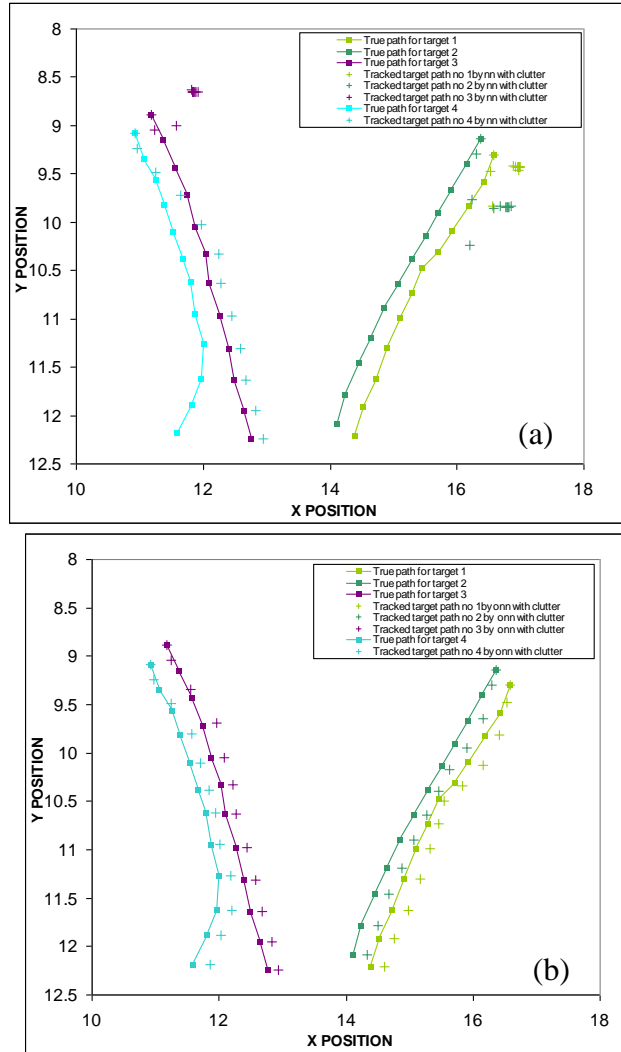 True path for target 1
True path for target 2
True path for target 3
Tracked target path no 1by nn with clutter
Tracked target path no 2 by nn with clutter
Tracked target path no 3 by nn with clutter
True path for target 4
Tracked target path no 4 by nn with clutter
8
8.5
9
9.5
10
10.5
11
11.5
12
12.5
Y POSITION
10
12
14
16
18
X POSITION
(a)
True path for target 1
True path for target 2
True path for target 3
Tracked target path no 1by onn with clutter
Tracked target path no 2 by onn with clutter
Tracked target path no 3 by onn with clutter
True path for target 4
Tracked target path no 4 by onn with clutter
8
8.5
9
9.5
10
10.5
11
11.5
12
12.5
Y POSITION
10
12
14
16
18
X POSITION
(b)